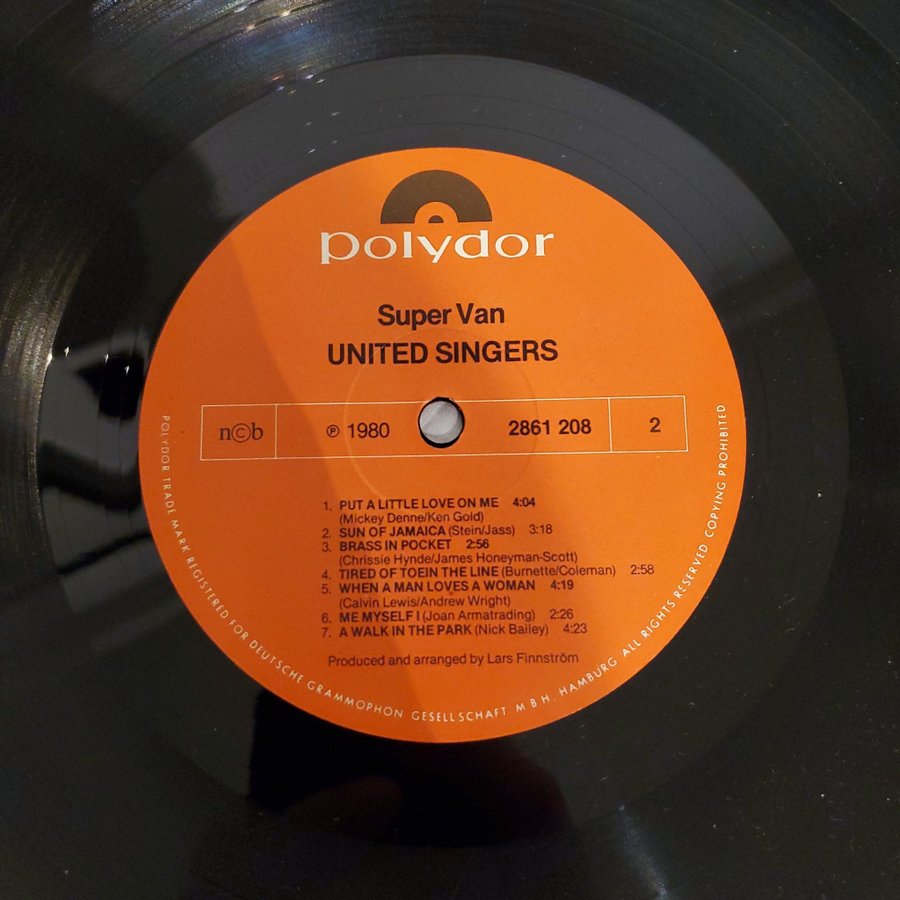 polydor
Super Van
UNITED SINGERS
n©b ℗ 1980 2861 208 2
1. PUT A LITTLE LOVE ON ME 4:04
(Mickey Denne/Ken Gold)
2. SUN OF JAMAICA (Stein/Jass) 3:18
3. BRASS IN POCKET 2:56
(Chrissie Hynde/James Honeyman-Scott)
4. TIRED OF TOEIN THE LINE (Burnette/Coleman) 2:58
5. WHEN A MAN LOVES A WOMAN 4:19
(Calvin Lewis/Andrew Wright)
6. ME MYSELF I (Joan Armatrading) 2:26
7. A WALK IN THE PARK (Nick Bailey) 4:23
Produced and arranged by Lars Finnström
POLYDOR TRADE MARK REGISTERED FOR DEUTSCHE GRAMMOPHON GESELLSCHAFT M B H. HAMBURG ALL RIGHTS RESERVED COPYING PROHIBITED